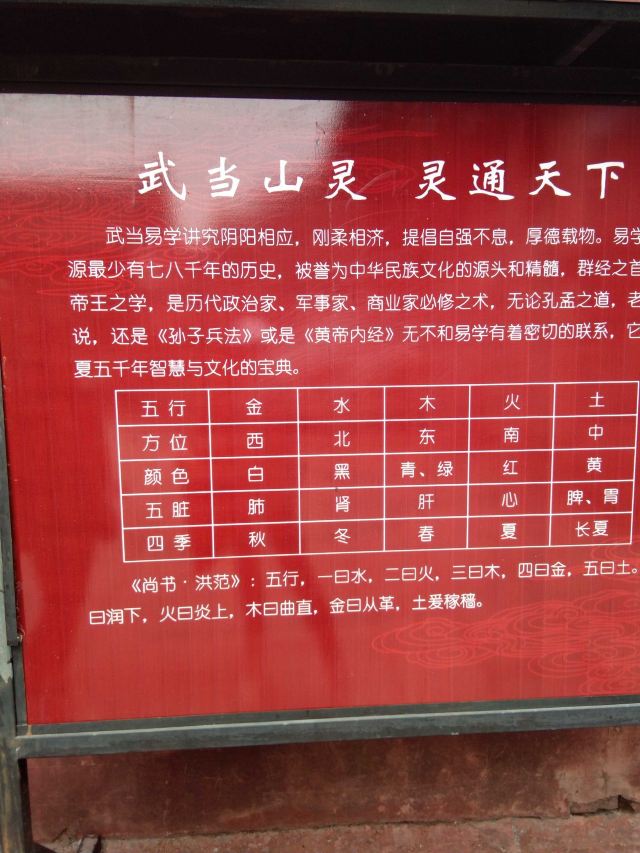 武当山灵 灵通天下
武当易学讲究阴阳相应，刚柔相济，提倡自强不息，厚德载物。易学
源最少有七八千年的历史，被誉为中华民族文化的源头和精髓，群经之首
帝王之学，是历代政治家、军事家、商业家必修之术，无论孔孟之道，老
说，还是《孙子兵法》或是《黄帝内经》无不和易学有着密切的联系，它
夏五千年智慧与文化的宝典。
五行 金 水 木 火 土
方位 西 北 东 南 中
颜色 白 黑 青、绿 红 黄
五脏 肺 肾 肝 心 脾、胃
四季 秋 冬 春 夏 长夏
《尚书·洪范》：五行，一曰水，二曰火，三曰木，四曰金，五曰土。
曰润下，火曰炎上，木曰曲直，金曰从革，土爰稼穑。